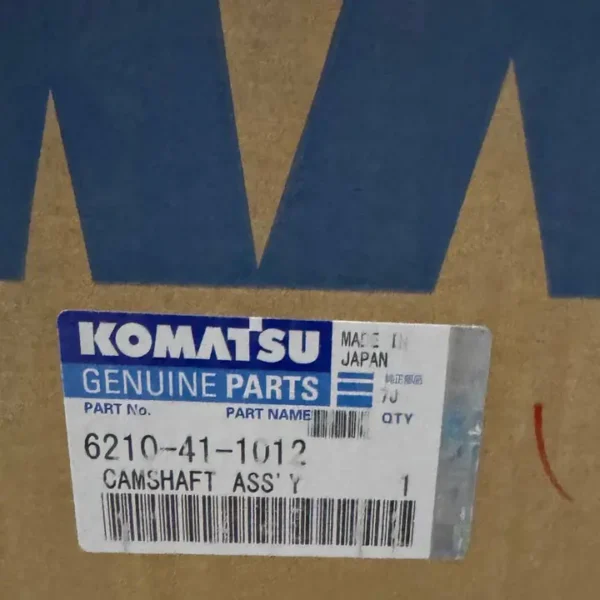 KOMATSU
MADE IN
JAPAN
GENUINE PARTS
純正部品
7J
PART No.
PART NAME
QTY
6210-41-1012
CAMSHAFT ASS'Y
1